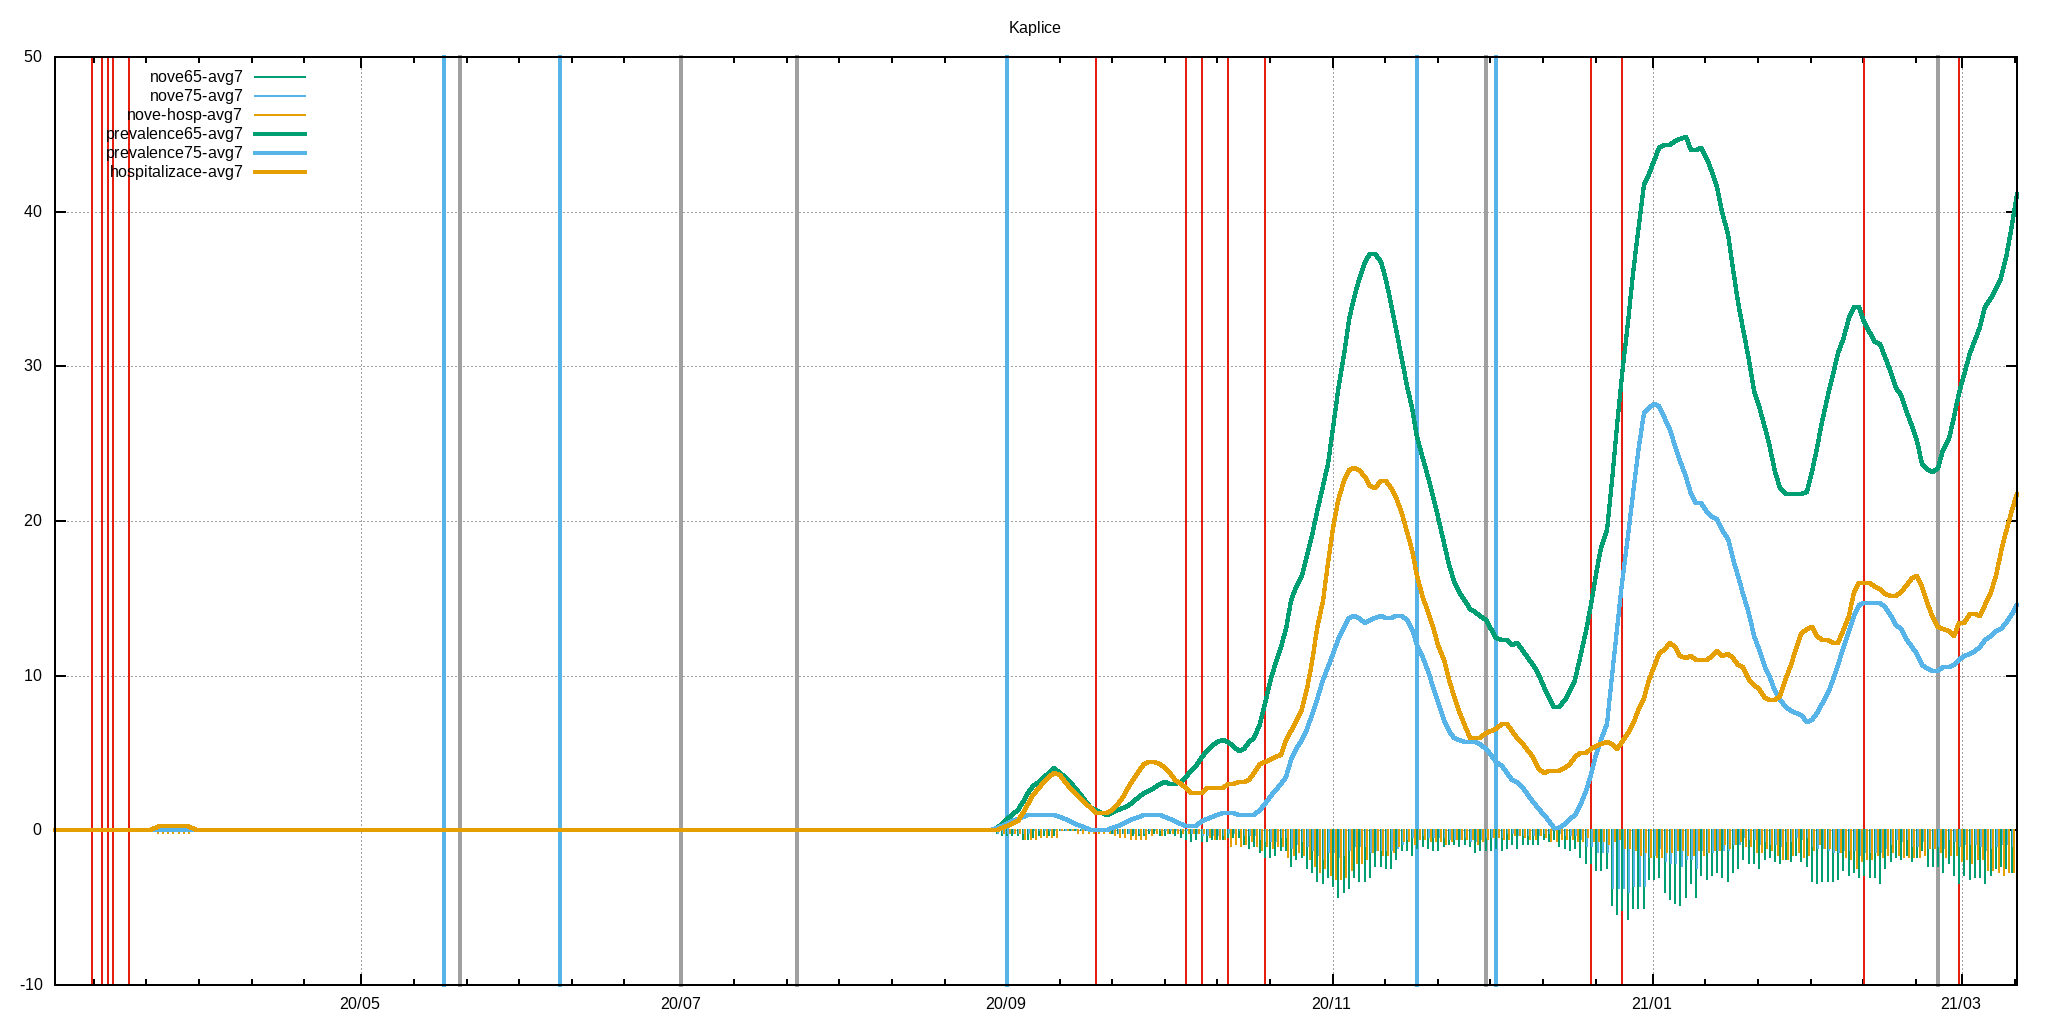 Kaplice
50
nove65-avg7
nove75-avg7
nove-hosp-avg7
prevalence65-avg7
prevalence75-avg7
hospitalizace-avg7
40
30
20
10
0
-10
20/05 20/07 20/09 20/11 21/01 21/03